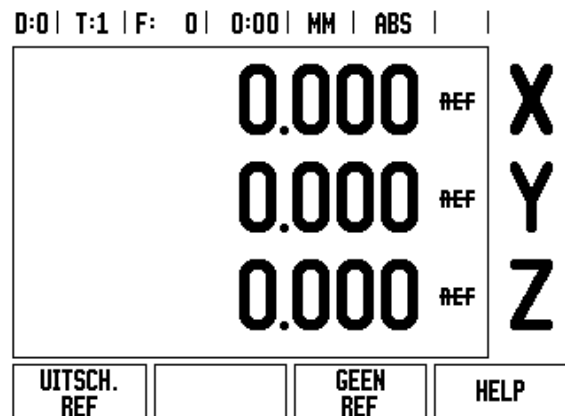 D:0 | T:1 | F: 0 | 0:00 | MM | ABS | |
0.000 REF X
0.000 REF Y
0.000 REF Z
UITSCH. REF
GEEN REF
HELP